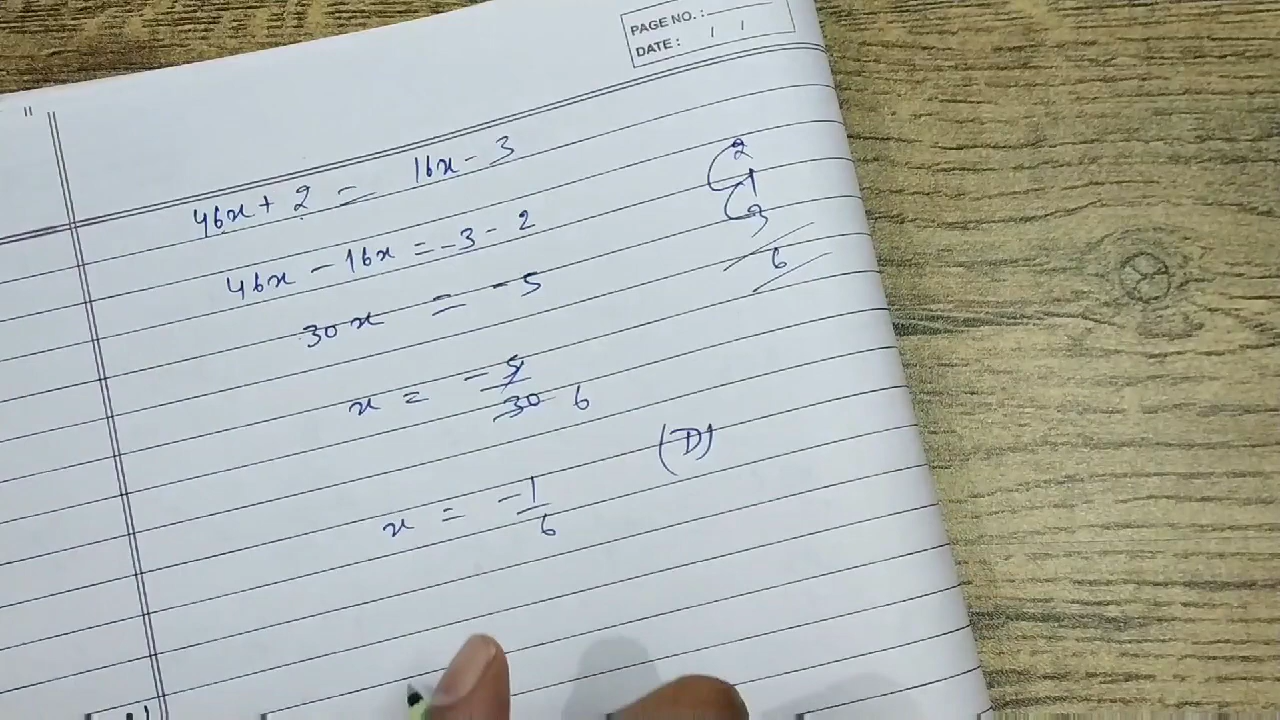 PAGE NO. :
DATE : / /
46x + 2 = 16x - 3
46x - 16x = -3 - 2
30x = -5
x = -5/30 6
x = -1/6
(D)
2
1
3
6